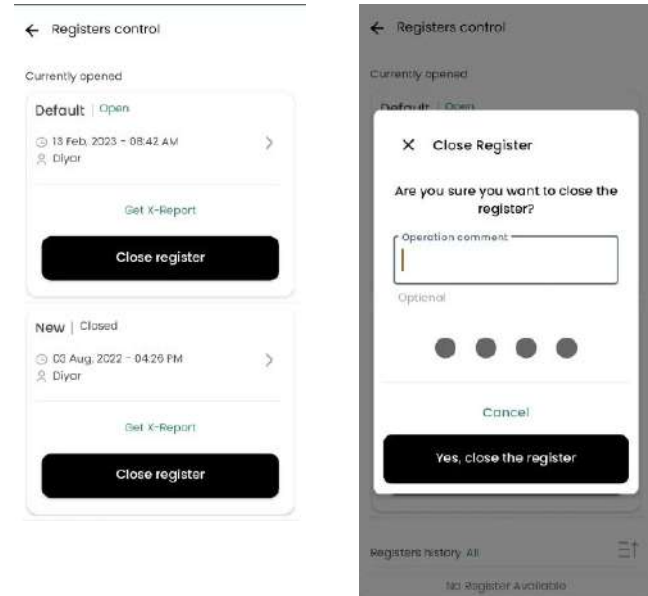 Registers control
Currently opened
Default | Open
13 Feb, 2023 - 08:42 AM
Diyar
Get X-Report
Close register
New | Closed
03 Aug, 2022 - 04:26 PM
Diyar
Get X-Report
Close register
Registers control
Currently opened
Default | Open
Close Register
Are you sure you want to close the
register?
Operation comment
Optional
Cancel
Yes, close the register
Registers history All
No Register Available